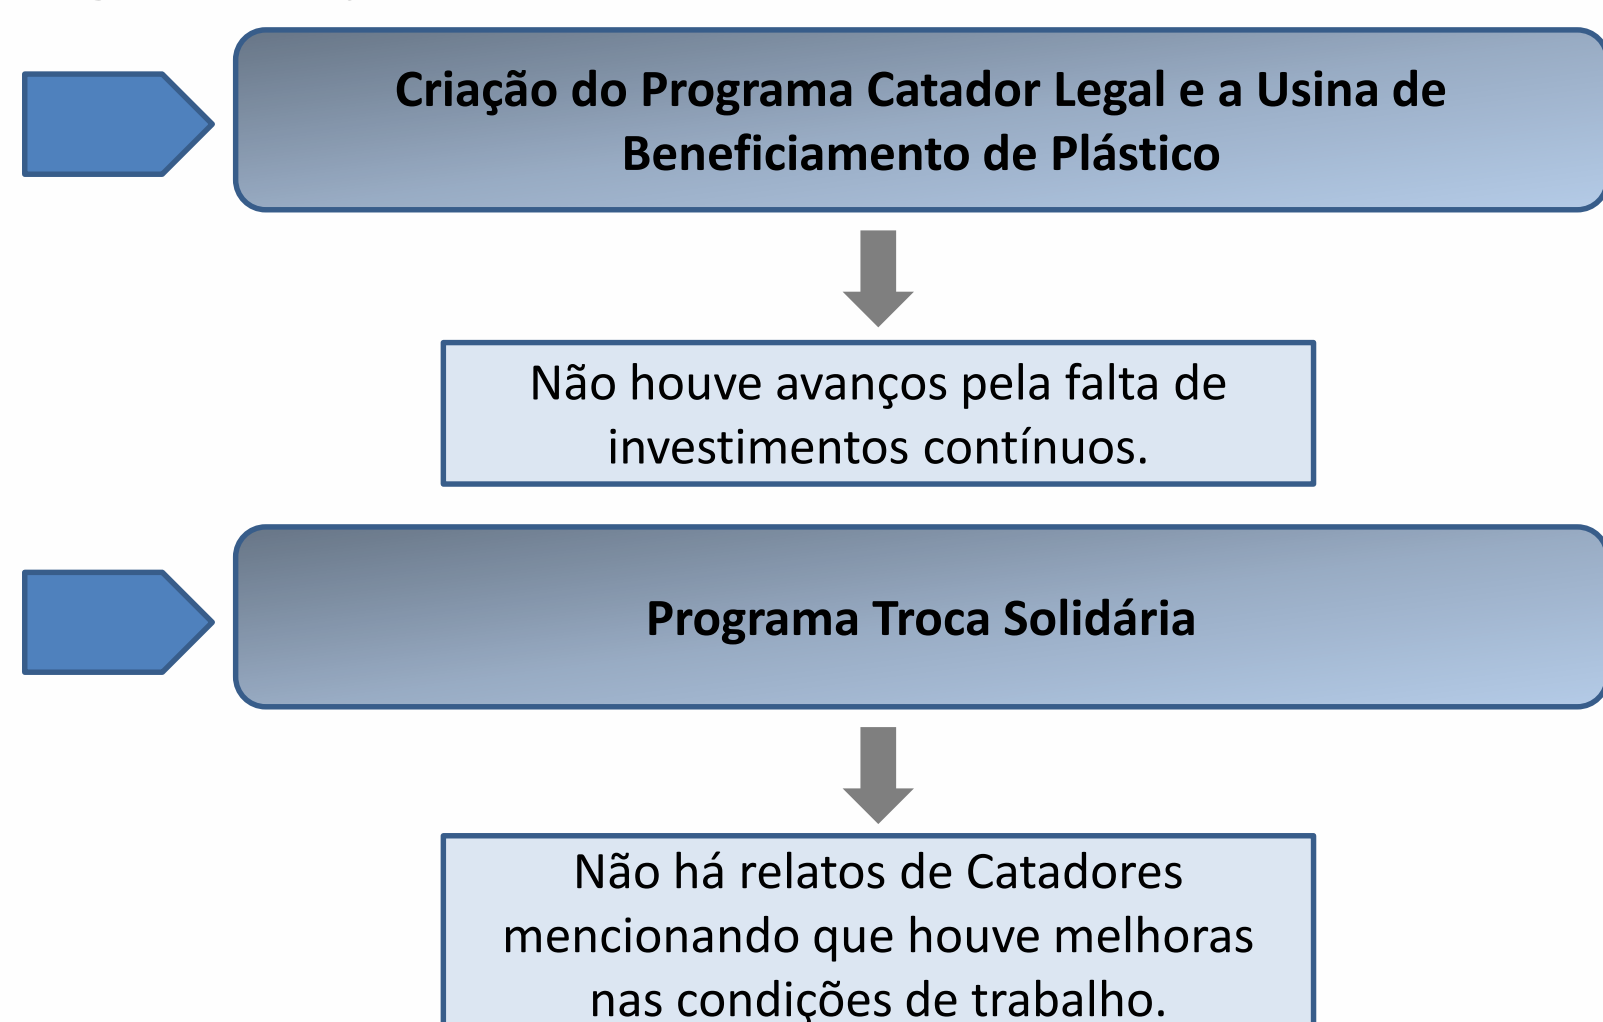 Criação do Programa Catador Legal e a Usina de
Beneficiamento de Plástico
Não houve avanços pela falta de
investimentos contínuos.
Programa Troca Solidária
Não há relatos de Catadores
mencionando que houve melhoras
nas condições de trabalho.